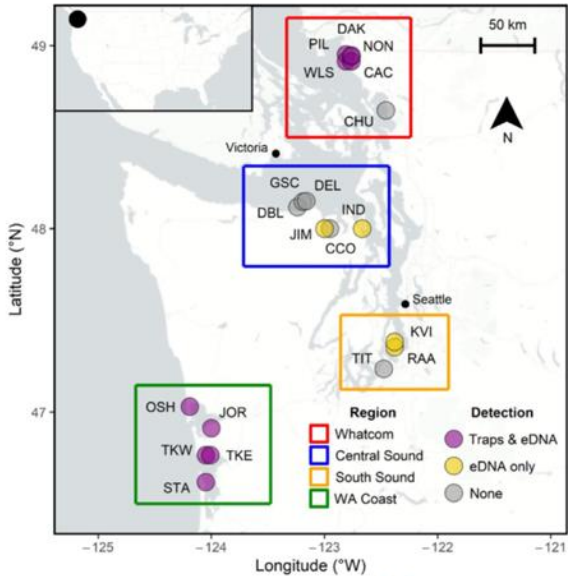 49
48
47
Latitude (°N)
−125
−124
−123
−122
−121
Longitude (°W)
50 km
N
DAK
PIL
NON
WLS
CAC
CHU
Victoria
GSC
DEL
DBL
IND
JIM
CCO
Seattle
KVI
TIT
RAA
OSH
JOR
TKW
TKE
STA
Region
Whatcom
Central Sound
South Sound
WA Coast
Detection
Traps & eDNA
eDNA only
None